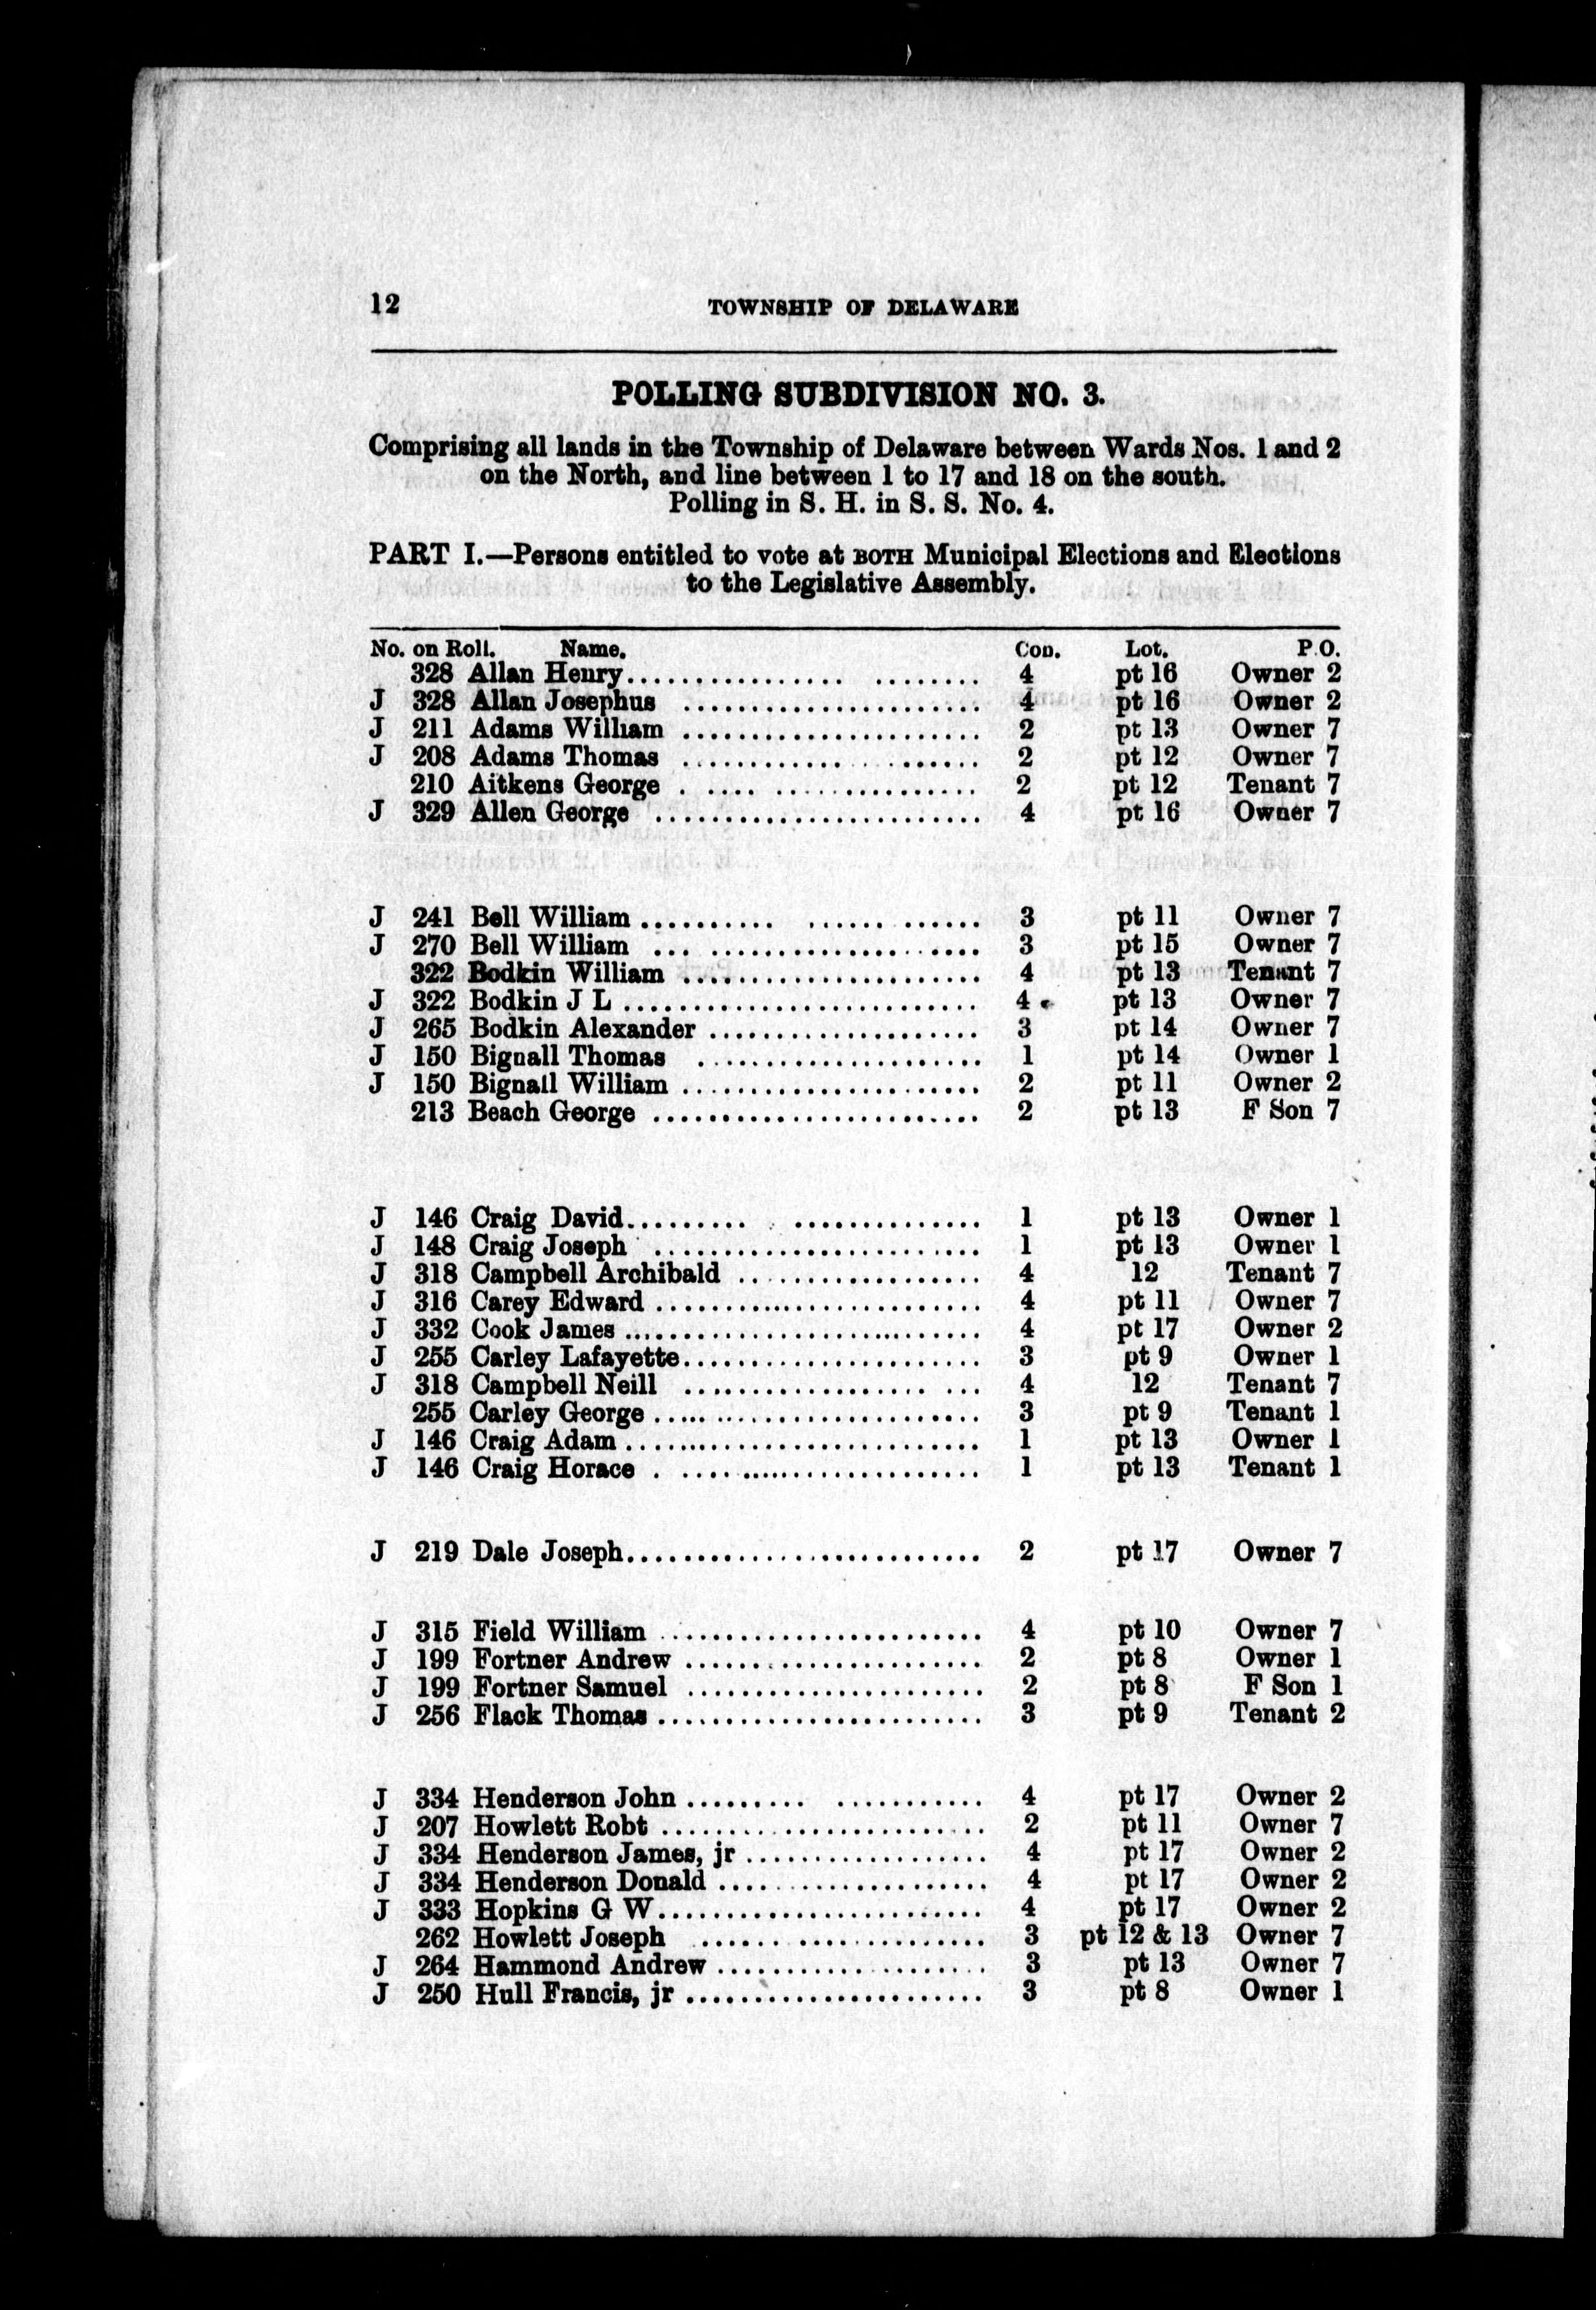 12 TOWNSHIP OF DELAWARE
POLLING SUBDIVISION NO. 3.
Comprising all lands in the Township of Delaware between Wards Nos. 1 and 2
on the North, and line between 1 to 17 and 18 on the south.
Polling in S. H. in S. S. No. 4.
PART I.—Persons entitled to vote at BOTH Municipal Elections and Elections
to the Legislative Assembly.
No. on Roll. Name. Con. Lot. P.O.
328 Allan Henry........................ 4 pt 16 Owner 2
J 328 Allan Josephus ...................... 4 pt 16 Owner 2
J 211 Adams William ...................... 2 pt 13 Owner 7
J 208 Adams Thomas ...................... 2 pt 12 Owner 7
210 Aitkens George ...................... 2 pt 12 Tenant 7
J 329 Allen George ........................ 4 pt 16 Owner 7
J 241 Bell William ........................ 3 pt 11 Owner 7
J 270 Bell William ........................ 3 pt 15 Owner 7
322 Bodkin William ...................... 4 pt 13 Tenant 7
J 322 Bodkin J L .......................... 4 pt 13 Owner 7
J 265 Bodkin Alexander .................... 3 pt 14 Owner 7
J 150 Bignall Thomas ..................... 1 pt 14 Owner 1
J 150 Bignall William ...................... 2 pt 11 Owner 2
213 Beach George ........................ 2 pt 13 F Son 7
J 146 Craig David........................ 1 pt 13 Owner 1
J 148 Craig Joseph ........................ 1 pt 13 Owner 1
J 318 Campbell Archibald .................. 4 12 Tenant 7
J 316 Carey Edward ........................ 4 pt 11 Owner 7
J 332 Cook James .......................... 4 pt 17 Owner 2
J 255 Carley Lafayette...................... 3 pt 9 Owner 1
J 318 Campbell Neill ...................... 4 12 Tenant 7
255 Carley George ........................ 3 pt 9 Tenant 1
J 146 Craig Adam .......................... 1 pt 13 Owner 1
J 146 Craig Horace ........................ 1 pt 13 Tenant 1
J 219 Dale Joseph.......................... 2 pt 17 Owner 7
J 315 Field William ........................ 4 pt 10 Owner 7
J 199 Fortner Andrew ...................... 2 pt 8 Owner 1
J 199 Fortner Samuel ...................... 2 pt 8 F Son 1
J 256 Flack Thomas ........................ 3 pt 9 Tenant 2
J 334 Henderson John ...................... 4 pt 17 Owner 2
J 207 Howlett Robt ........................ 2 pt 11 Owner 7
J 334 Henderson James, jr .................. 4 pt 17 Owner 2
J 334 Henderson Donald .................... 4 pt 17 Owner 2
J 333 Hopkins G W........................ 4 pt 17 Owner 2
262 Howlett Joseph ...................... 3 pt 12 & 13 Owner 7
J 264 Hammond Andrew .................... 3 pt 13 Owner 7
J 250 Hull Francis, jr ...................... 3 pt 8 Owner 1